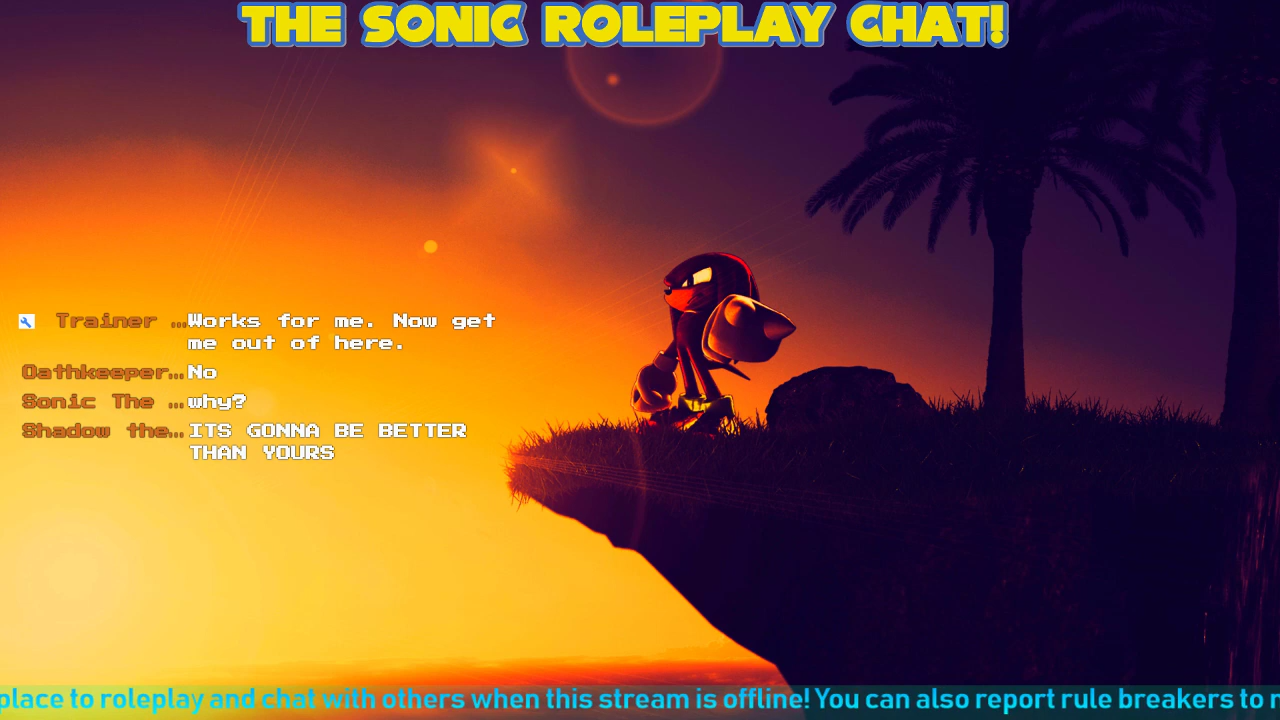 THE SONIC ROLEPLAY CHAT!
Trainer ... Works for me. Now get
me out of here.
Oathkeeper... No
Sonic The ... why?
Shadow the... ITS GONNA BE BETTER
THAN YOURS
place to roleplay and chat with others when this stream is offline! You can also report rule breakers to